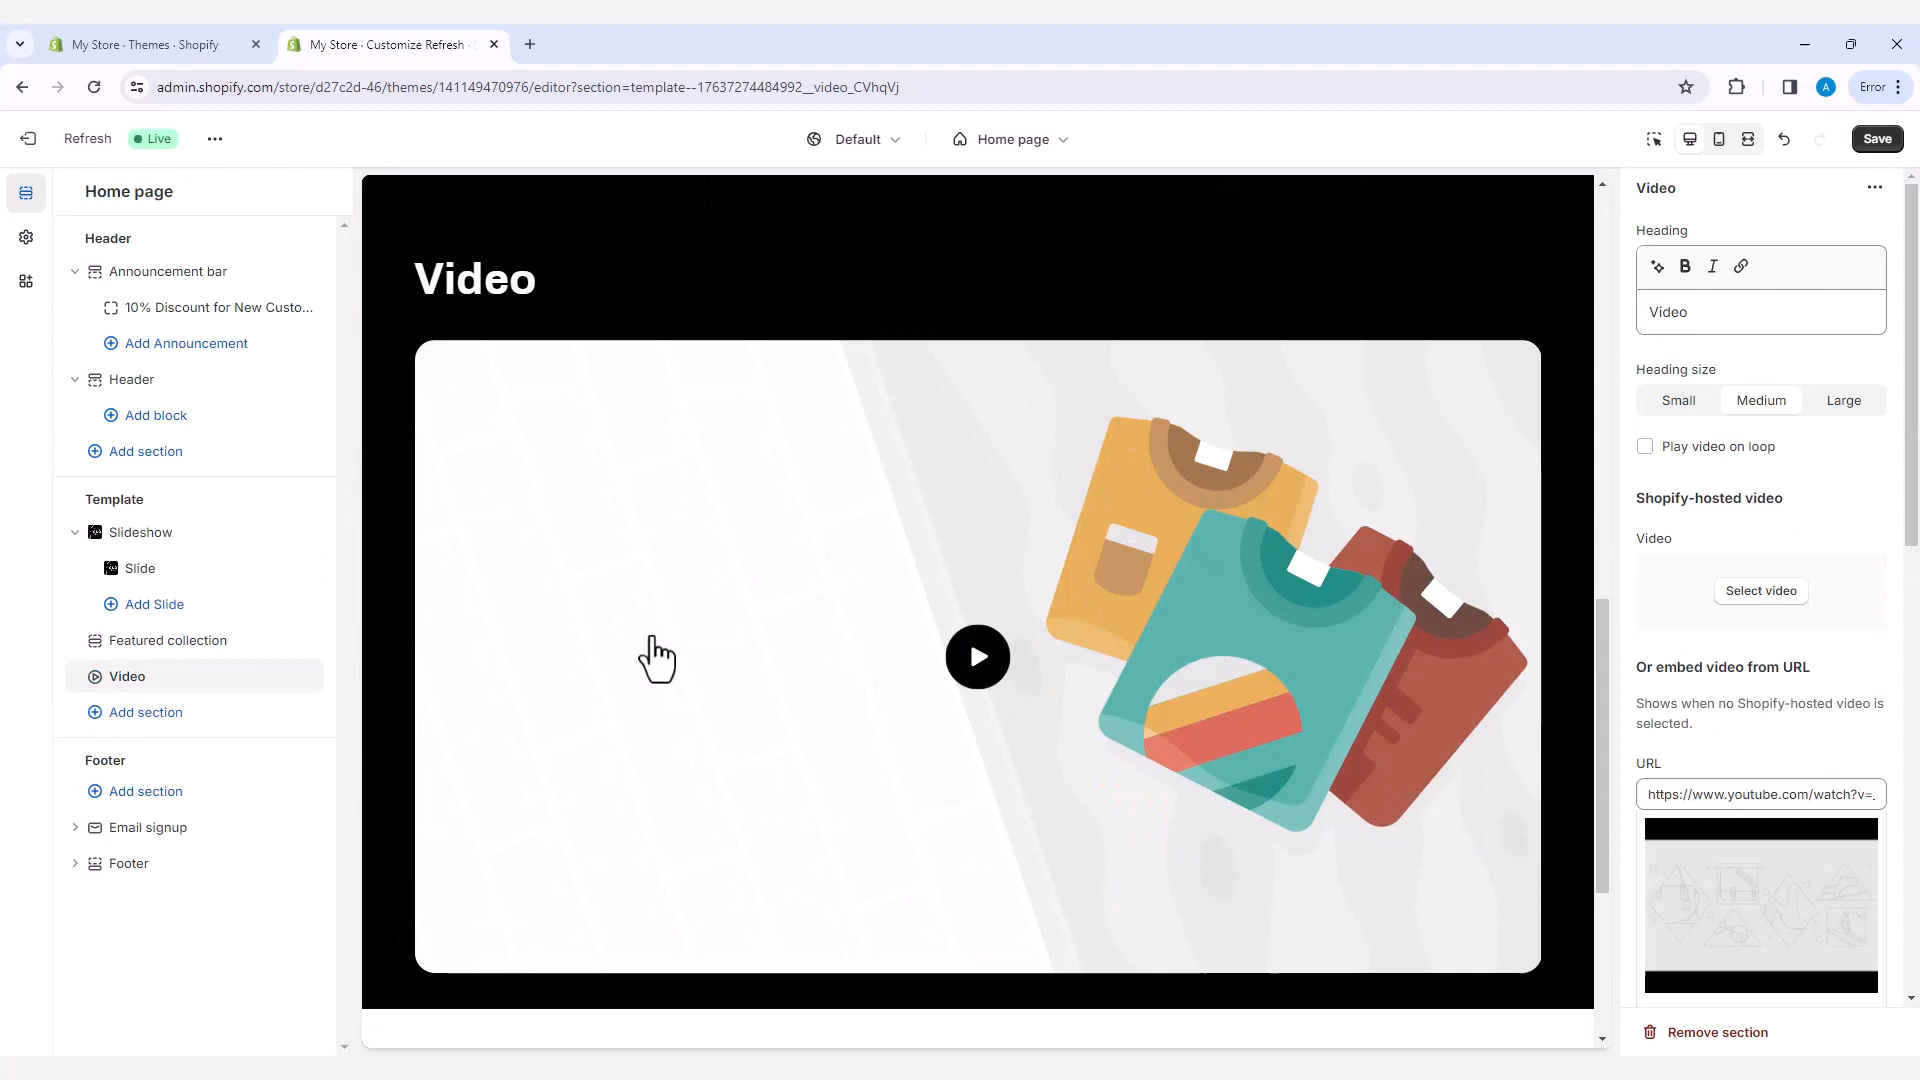 My Store · Themes · Shopify
My Store · Customize Refresh ·
admin.shopify.com/store/d27c2d-46/themes/141149470976/editor?section=template--17637274484992__video_CVhqVj
A
Error
Refresh
Live
Default
Home page
Save
Home page
Header
Announcement bar
10% Discount for New Custo...
Add Announcement
Header
Add block
Add section
Template
Slideshow
Slide
Add Slide
Featured collection
Video
Add section
Footer
Add section
Email signup
Footer
Video
Video
Heading
B I
Video
Heading size
Small Medium Large
Play video on loop
Shopify-hosted video
Video
Select video
Or embed video from URL
Shows when no Shopify-hosted video is
selected.
URL
https://www.youtube.com/watch?v=_
Remove section